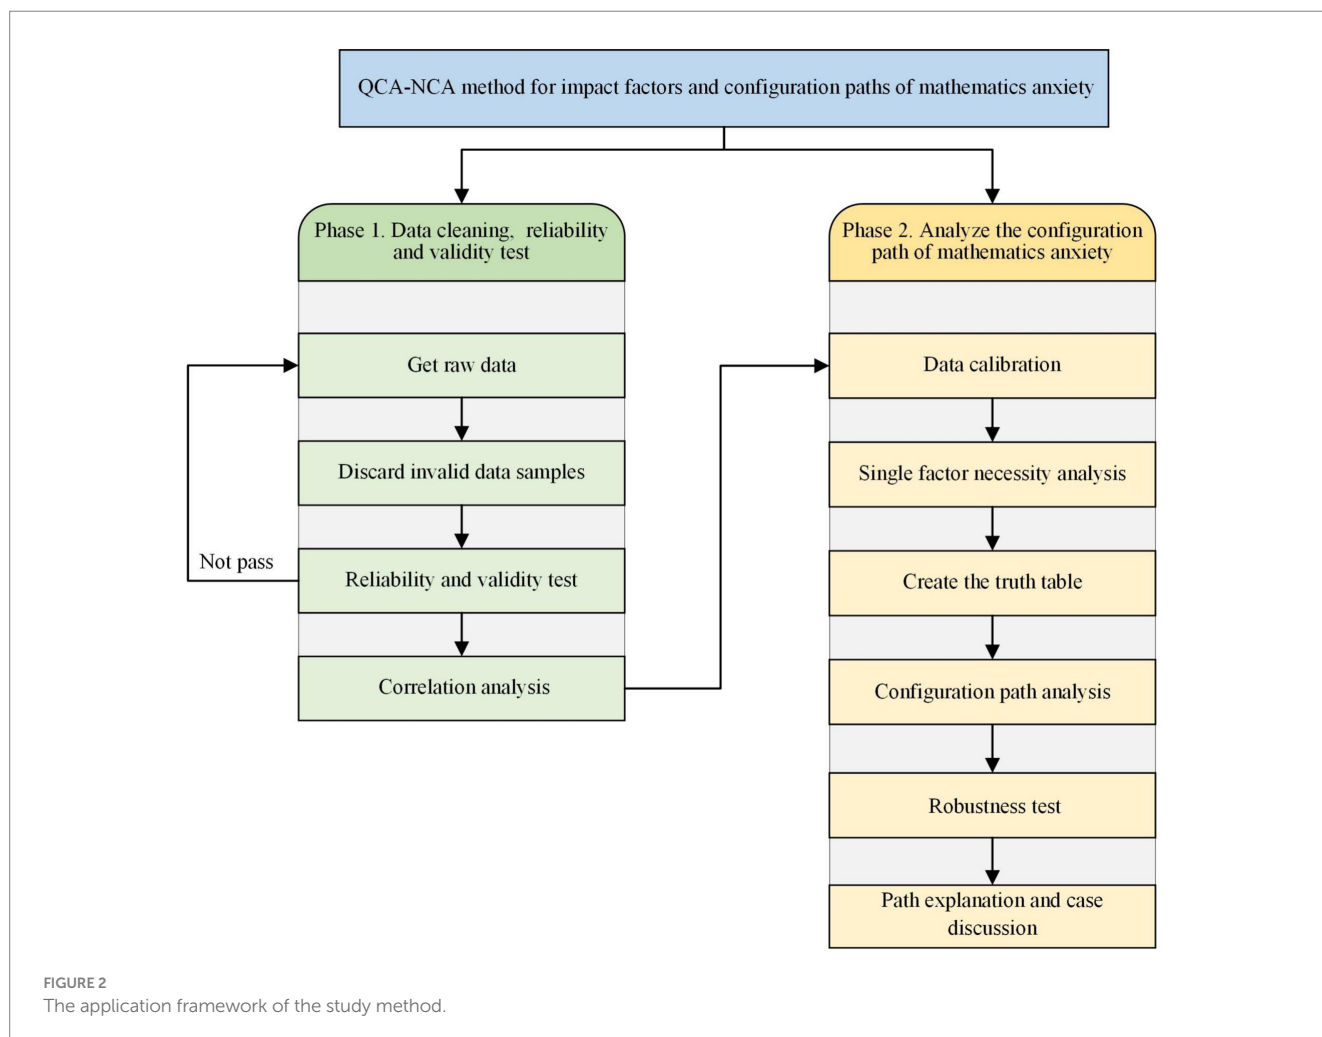 QCA-NCA method for impact factors and configuration paths of mathematics anxiety
Phase 1. Data cleaning, reliability
and validity test
Get raw data
Discard invalid data samples
Not pass
Reliability and validity test
Correlation analysis
Phase 2. Analyze the configuration
path of mathematics anxiety
Data calibration
Single factor necessity analysis
Create the truth table
Configuration path analysis
Robustness test
Path explanation and case
discussion
FIGURE 2
The application framework of the study method.